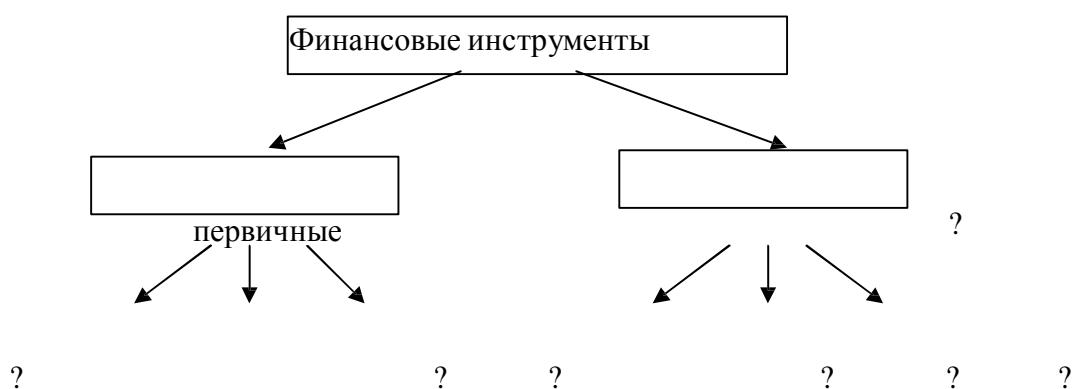 Финансовые инструменты
?
первичные
? ? ? ? ? ?